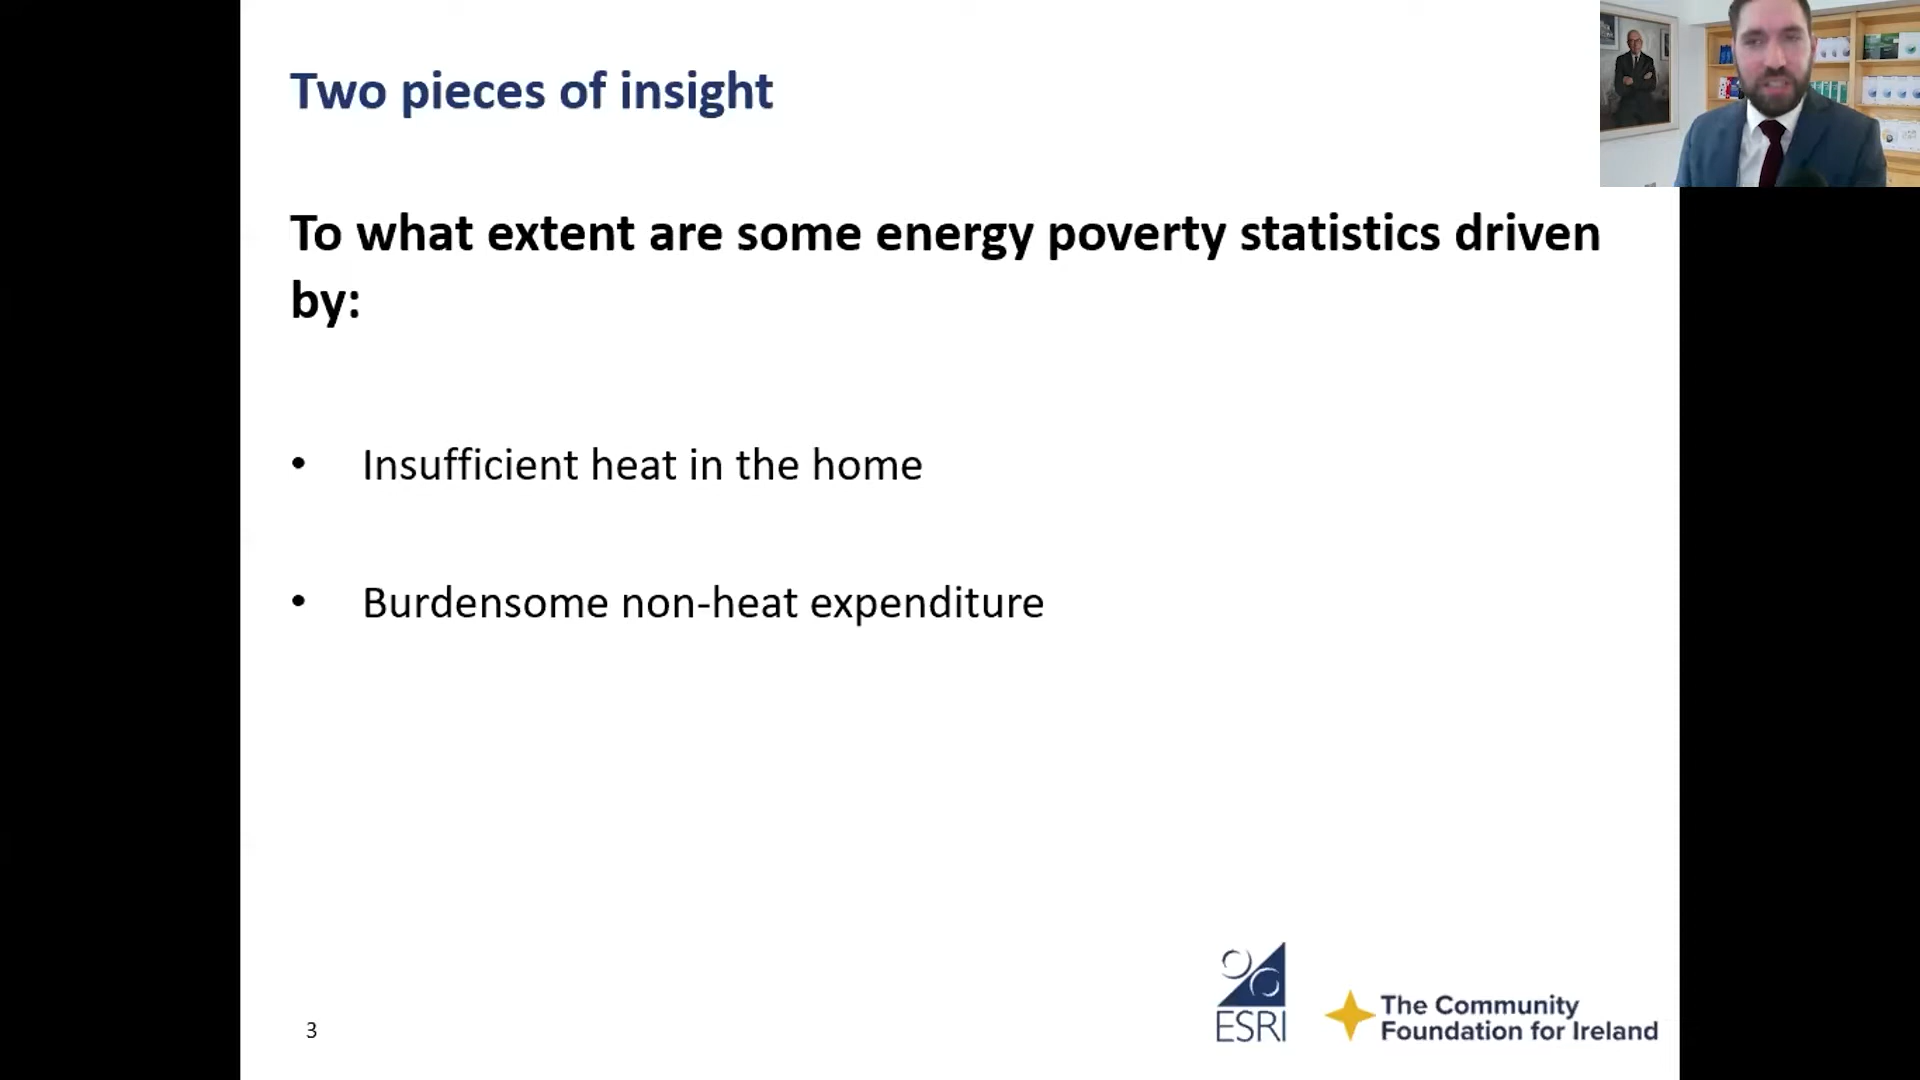 Two pieces of insight
To what extent are some energy poverty statistics driven
by:
• Insufficient heat in the home
• Burdensome non-heat expenditure
3
ESRI
The Community
Foundation for Ireland